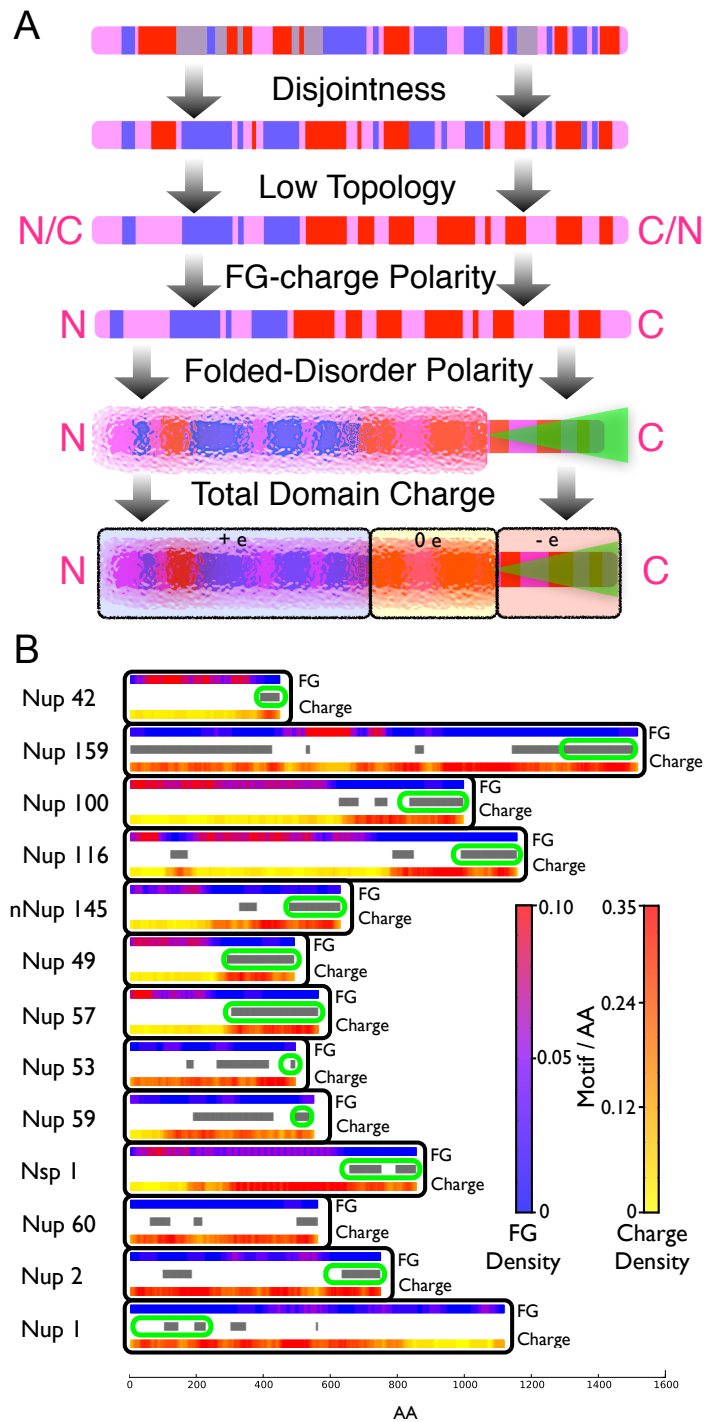 A
Disjointness
Low Topology
N/C C/N
FG-charge Polarity
N C
Folded-Disorder Polarity
N C
Total Domain Charge
+ e 0 e - e
N C
B
Nup 42 FG Charge
Nup 159 FG Charge
Nup 100 FG Charge
Nup 116 FG Charge
nNup 145 FG Charge
Nup 49 FG Charge
Nup 57 FG Charge
Nup 53 FG Charge
Nup 59 FG Charge
Nsp 1 FG Charge
Nup 60 FG Charge
Nup 2 FG Charge
Nup 1 FG Charge
0.10 0.35
0.24
0.05 Motif / AA
0.12
0 0
FG Density
Charge Density
0 200 400 600 800 1000 1200 1400 1600
AA